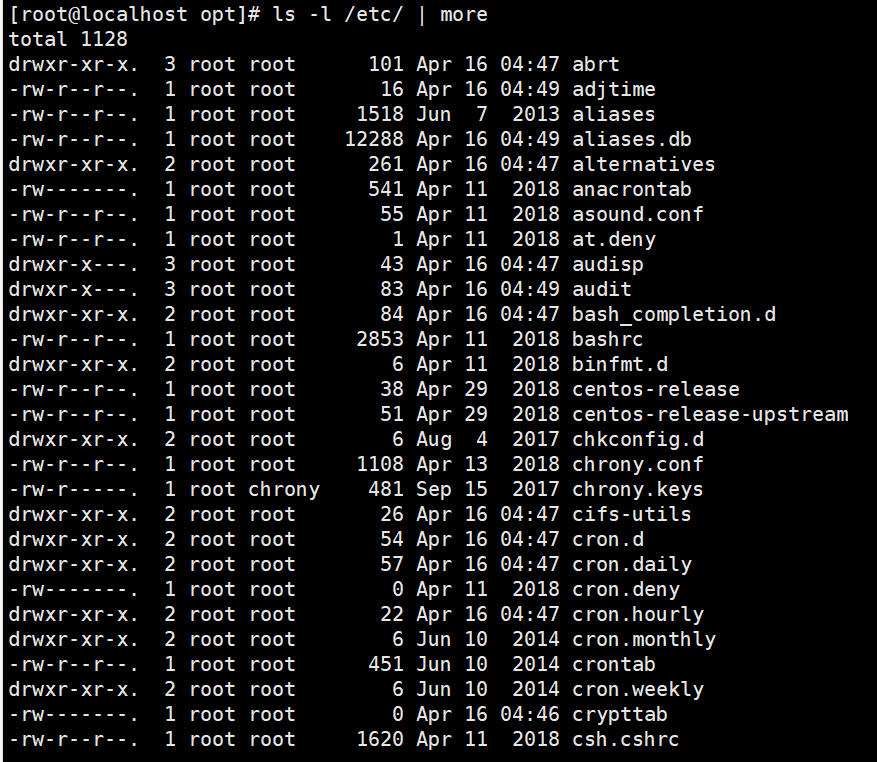 [root@localhost opt]# ls -l /etc/ | more
total 1128
drwxr-xr-x.  3 root root      101 Apr 16 04:47 abrt
-rw-r--r--.  1 root root       16 Apr 16 04:49 adjtime
-rw-r--r--.  1 root root     1518 Jun  7  2013 aliases
-rw-r--r--.  1 root root    12288 Apr 16 04:49 aliases.db
drwxr-xr-x.  2 root root      261 Apr 16 04:47 alternatives
-rw-------.  1 root root      541 Apr 11  2018 anacrontab
-rw-r--r--.  1 root root       55 Apr 11  2018 asound.conf
-rw-r--r--.  1 root root        1 Apr 11  2018 at.deny
drwxr-x---.  3 root root       43 Apr 16 04:47 audisp
drwxr-x---.  3 root root       83 Apr 16 04:49 audit
drwxr-xr-x.  2 root root       84 Apr 16 04:47 bash_completion.d
-rw-r--r--.  1 root root     2853 Apr 11  2018 bashrc
drwxr-xr-x.  2 root root        6 Apr 11  2018 binfmt.d
-rw-r--r--.  1 root root       38 Apr 29  2018 centos-release
-rw-r--r--.  1 root root       51 Apr 29  2018 centos-release-upstream
drwxr-xr-x.  2 root root        6 Aug  4  2017 chkconfig.d
-rw-r--r--.  1 root root     1108 Apr 13  2018 chrony.conf
-rw-r-----.  1 root chrony    481 Sep 15  2017 chrony.keys
drwxr-xr-x.  2 root root       26 Apr 16 04:47 cifs-utils
drwxr-xr-x.  2 root root       54 Apr 16 04:47 cron.d
drwxr-xr-x.  2 root root       57 Apr 16 04:47 cron.daily
-rw-------.  1 root root        0 Apr 11  2018 cron.deny
drwxr-xr-x.  2 root root       22 Apr 16 04:47 cron.hourly
drwxr-xr-x.  2 root root        6 Jun 10  2014 cron.monthly
-rw-r--r--.  1 root root      451 Jun 10  2014 crontab
drwxr-xr-x.  2 root root        6 Jun 10  2014 cron.weekly
-rw-------.  1 root root        0 Apr 16 04:46 crypttab
-rw-r--r--.  1 root root     1620 Apr 11  2018 csh.cshrc